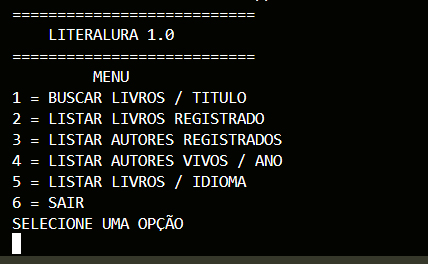 ===========================
LITERALURA 1.0
===========================
MENU
1 = BUSCAR LIVROS / TITULO
2 = LISTAR LIVROS REGISTRADO
3 = LISTAR AUTORES REGISTRADOS
4 = LISTAR AUTORES VIVOS / ANO
5 = LISTAR LIVROS / IDIOMA
6 = SAIR
SELECIONE UMA OPÇÃO